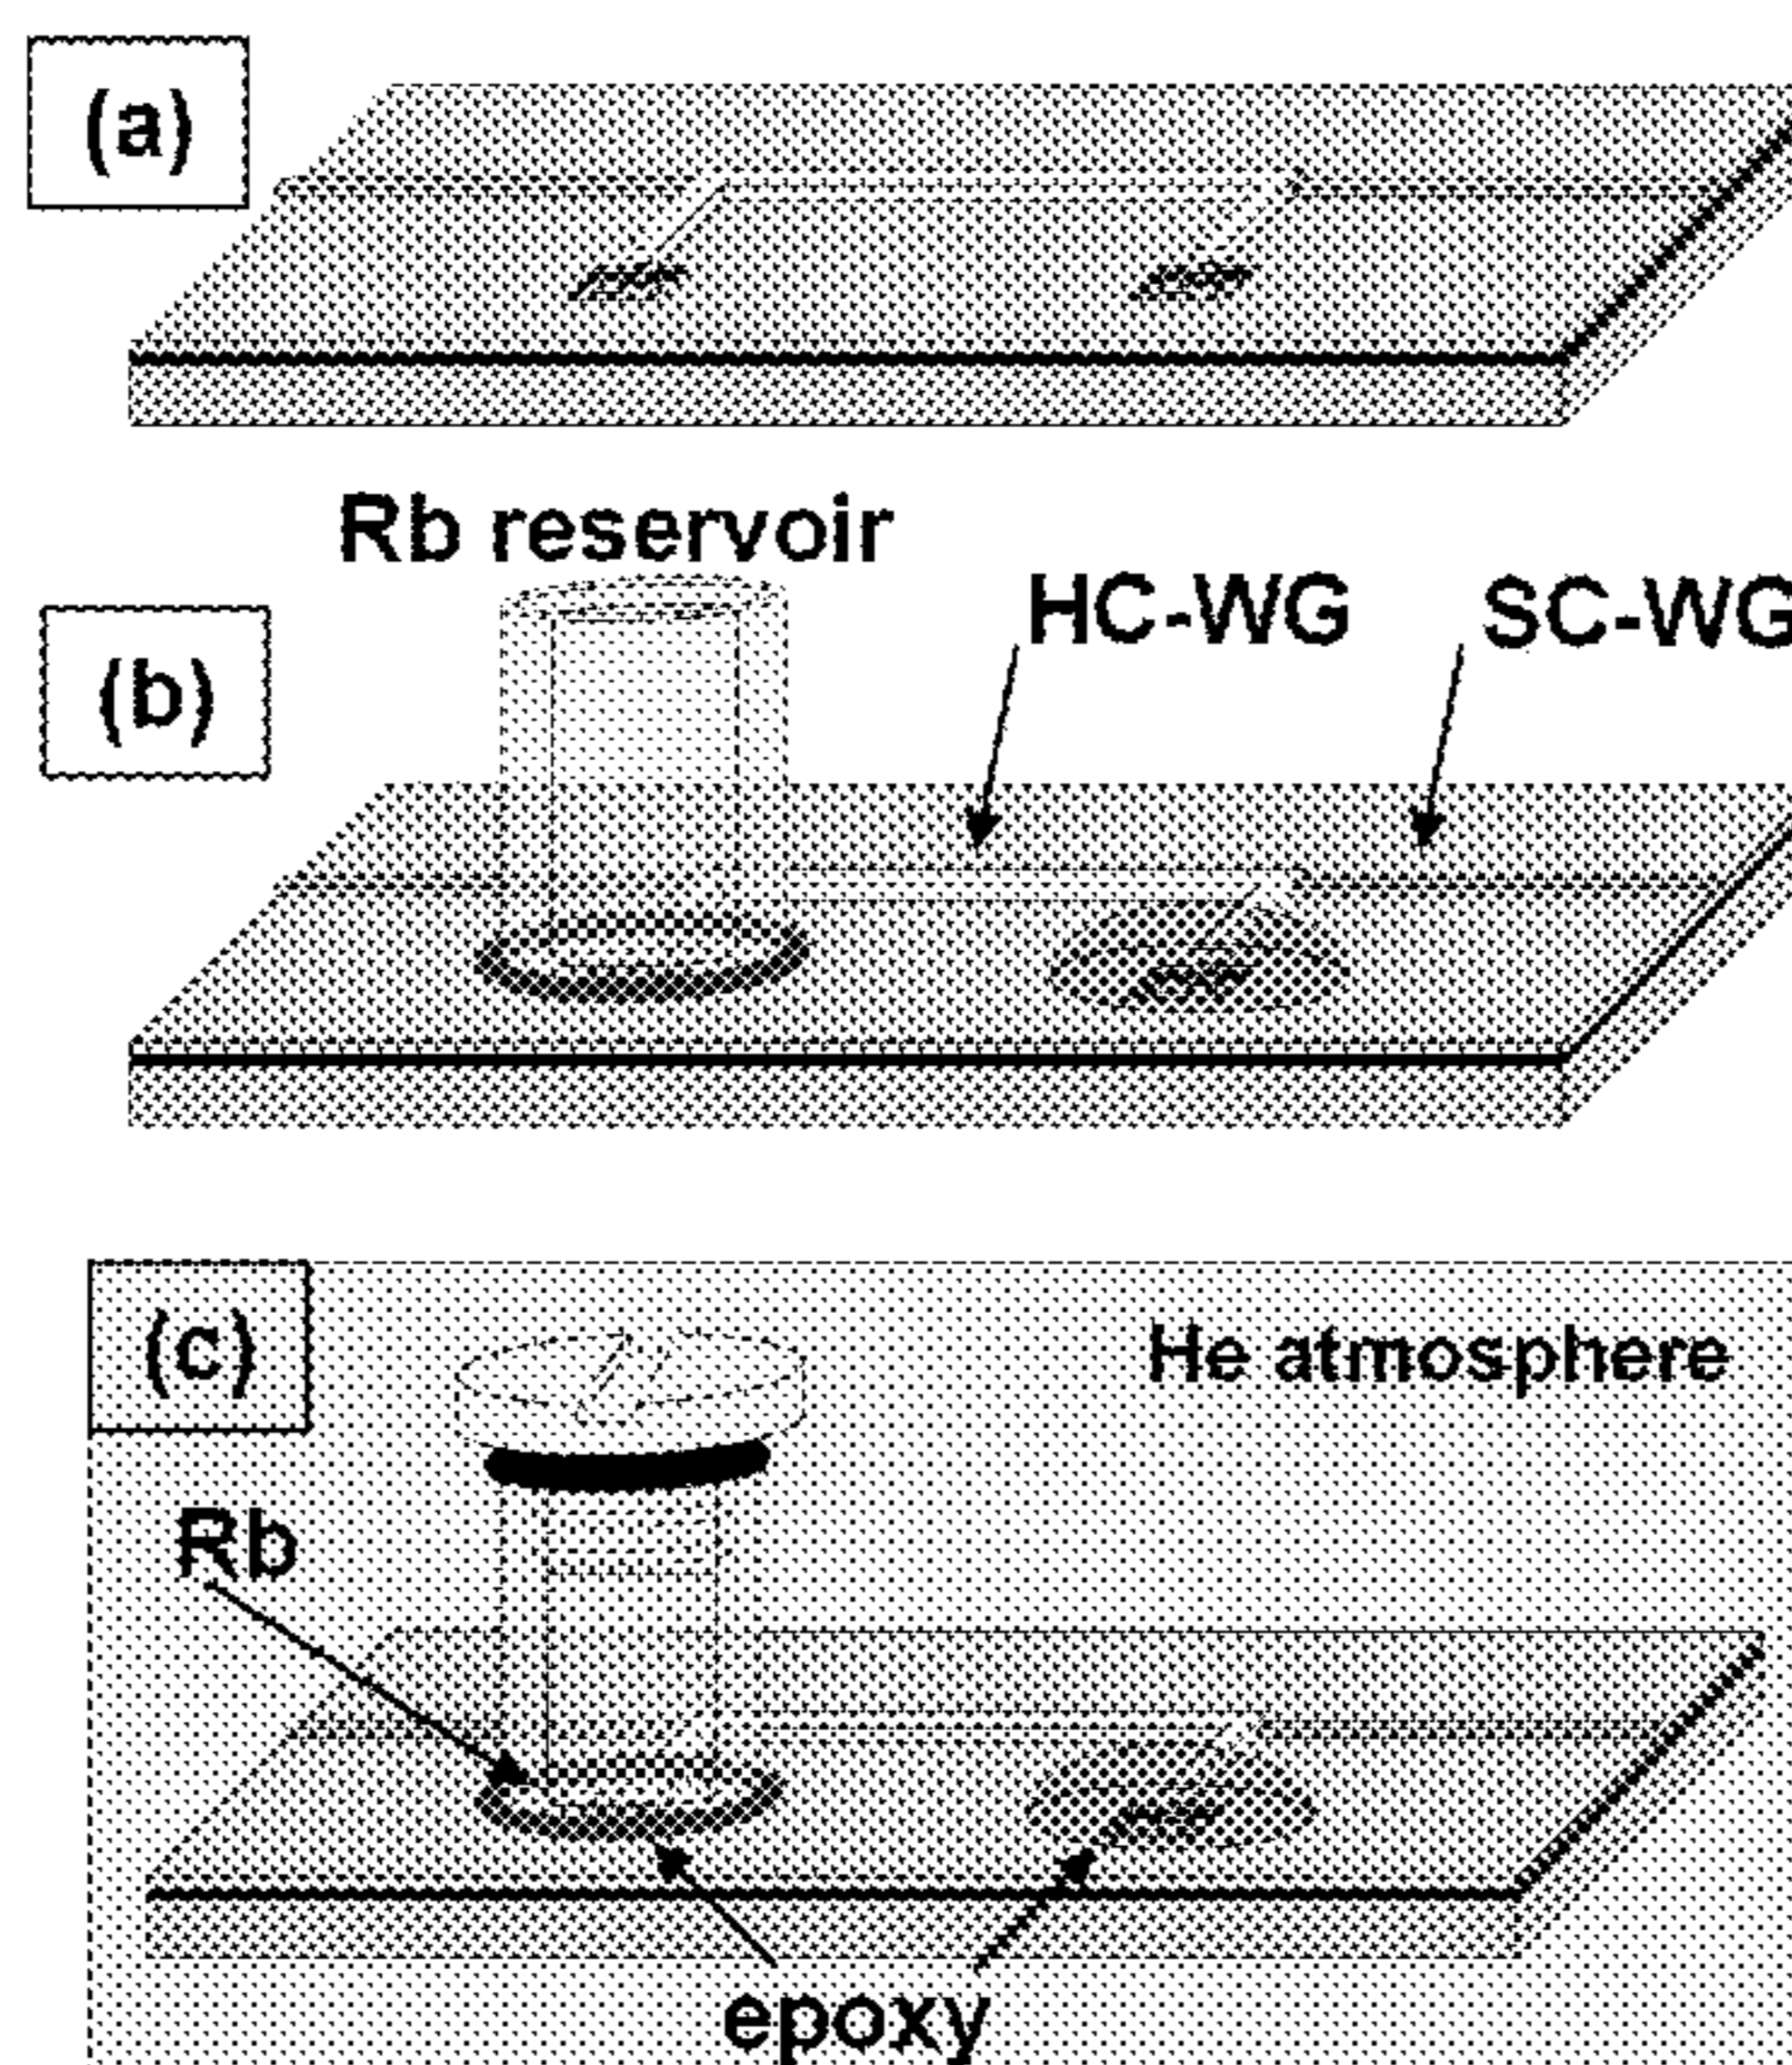 (a)
Rb reservoir
HC-WG
SC-WG
(b)
(c)
He atmosphere
Rb
epoxy